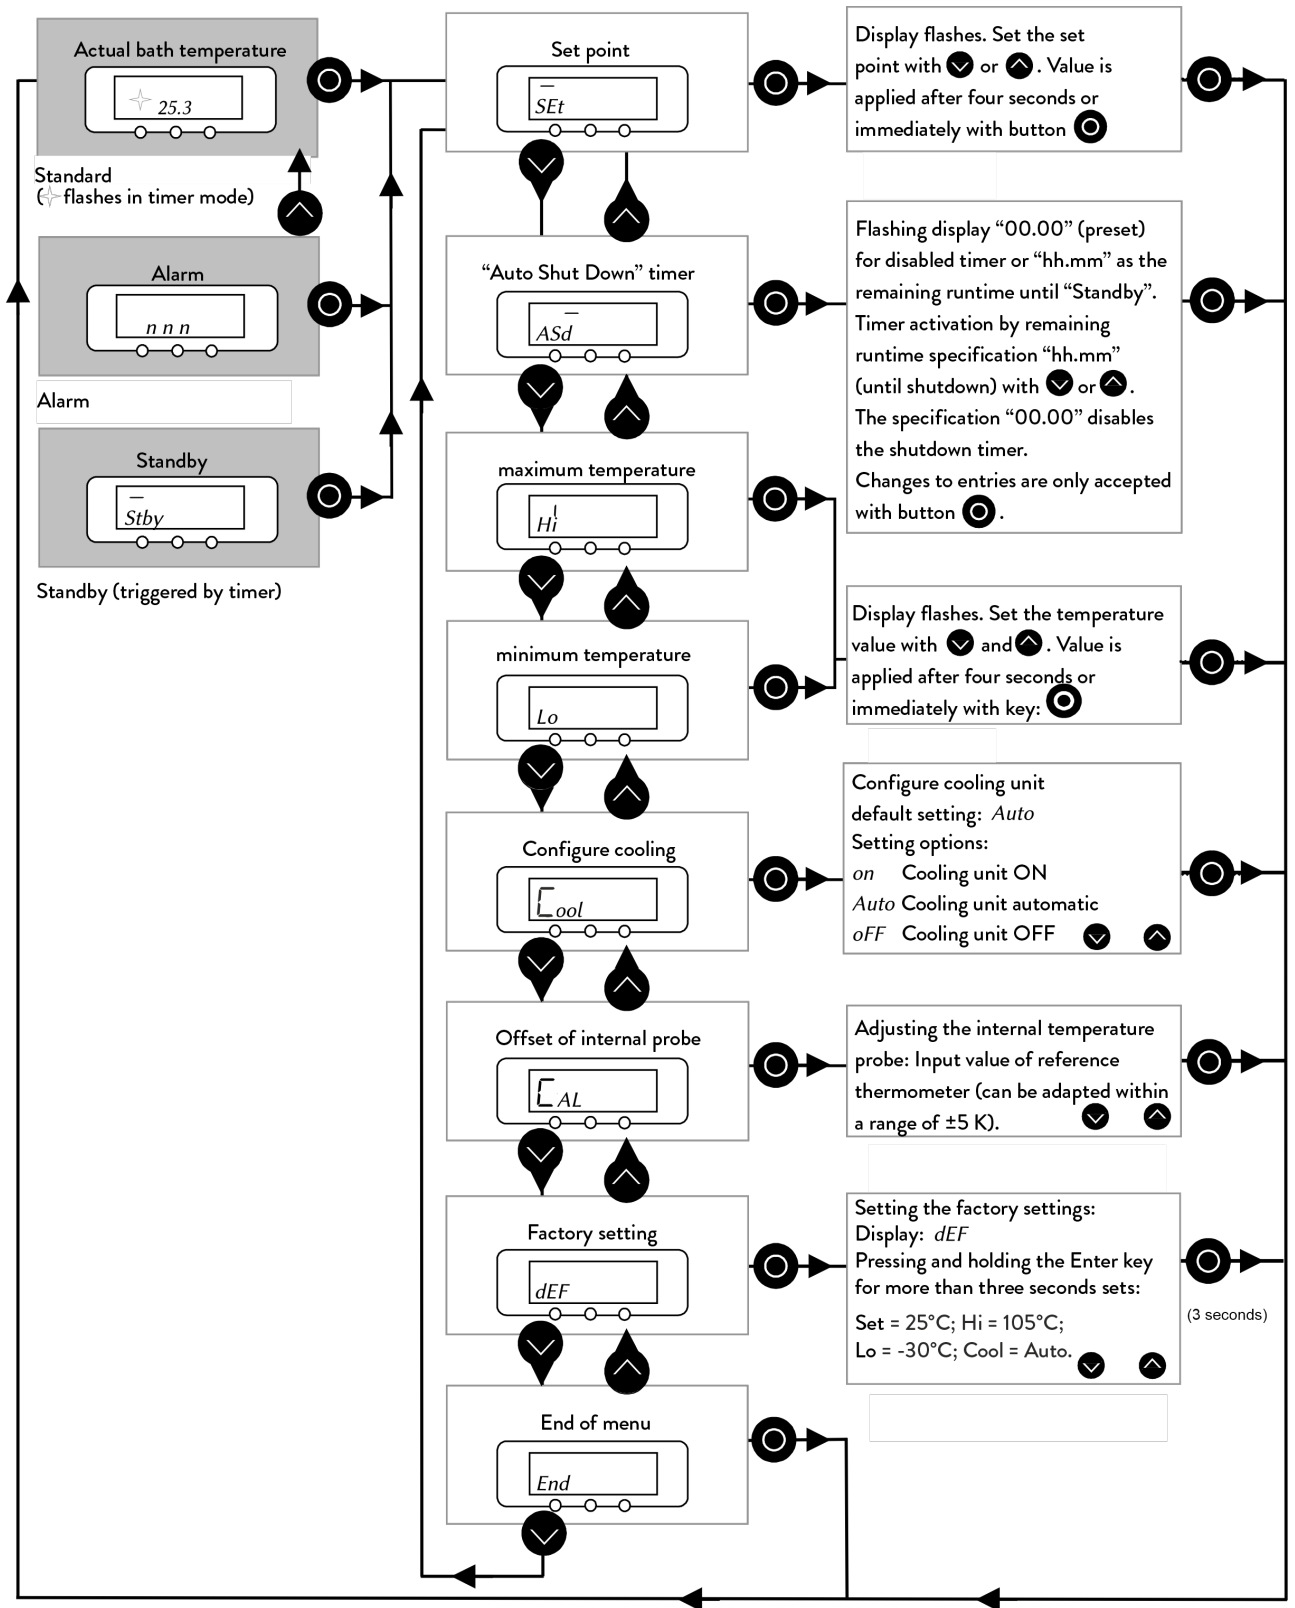 Actual bath temperature
25.3
Standard
(flashes in timer mode)
Alarm
n n n
Alarm
Standby
Stby
Standby (triggered by timer)
Set point
SEt
“Auto Shut Down” timer
ASd
maximum temperature
Hi
minimum temperature
Lo
Configure cooling
Cool
Offset of internal probe
CAL
Factory setting
dEF
End of menu
End
Display flashes. Set the set
point with or . Value is
applied after four seconds or
immediately with button
Flashing display “00.00” (preset)
for disabled timer or “hh.mm” as the
remaining runtime until “Standby”.
Timer activation by remaining
runtime specification “hh.mm”
(until shutdown) with or .
The specification “00.00” disables
the shutdown timer.
Changes to entries are only accepted
with button .
Display flashes. Set the temperature
value with and . Value is
applied after four seconds or
immediately with key:
Configure cooling unit
default setting: Auto
Setting options:
on Cooling unit ON
Auto Cooling unit automatic
oFF Cooling unit OFF
Adjusting the internal temperature
probe: Input value of reference
thermometer (can be adapted within
a range of ±5 K).
Setting the factory settings:
Display: dEF
Pressing and holding the Enter key
for more than three seconds sets:
Set = 25°C; Hi = 105°C;
Lo = -30°C; Cool = Auto.
(3 seconds)